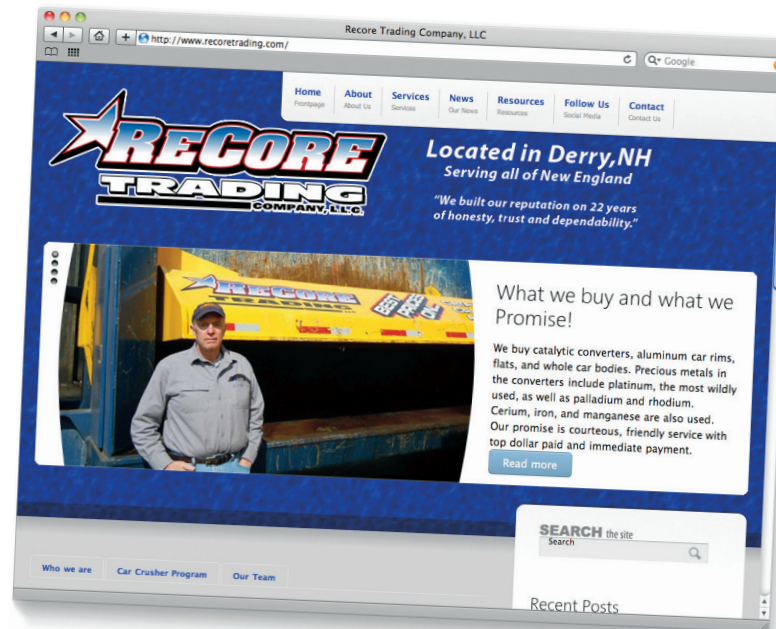 Recore Trading Company, LLC
http://www.recoretrading.com/
Google
Home
Frontpage
About
About Us
Services
Services
News
Our News
Resources
Resources
Follow Us
Social Media
Contact
Contact Us
RECORE
TRADING
COMPANY, L.L.C.
Located in Derry,NH
Serving all of New England
"We built our reputation on 22 years
of honesty, trust and dependability."
RECORE
TRADING
BEST
What we buy and what we
Promise!
We buy catalytic converters, aluminum car rims,
flats, and whole car bodies. Precious metals in
the converters include platinum, the most wildly
used, as well as palladium and rhodium.
Cerium, iron, and manganese are also used.
Our promise is courteous, friendly service with
top dollar paid and immediate payment.
Read more
SEARCH the site
Search
Who we are
Car Crusher Program
Our Team
Recent Posts